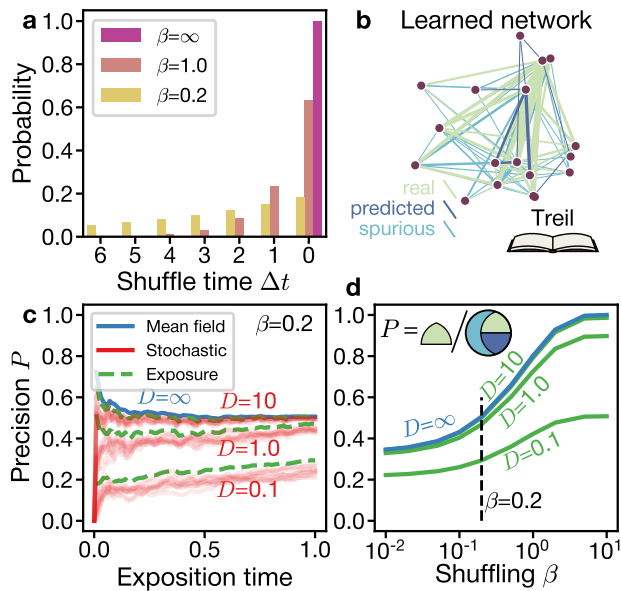 a
Probability
1.0
0.8
0.6
0.4
0.2
0.0
β=∞
β=1.0
β=0.2
6 5 4 3 2 1 0
Shuffle time Δt
b Learned network
real
predicted
spurious
Treil
c
Precision P
1.0
0.8
0.6
0.4
0.2
0.0
Mean field
Stochastic
Exposure
β=0.2
D=∞
D=10
D=1.0
D=0.1
0.0 0.5 1.0
Exposition time
d
1.0
0.8
0.6
0.4
0.2
0.0
P = /
D=∞
D=10
D=1.0
D=0.1
β=0.2
10⁻² 10⁻¹ 10⁰ 10¹
Shuffling β